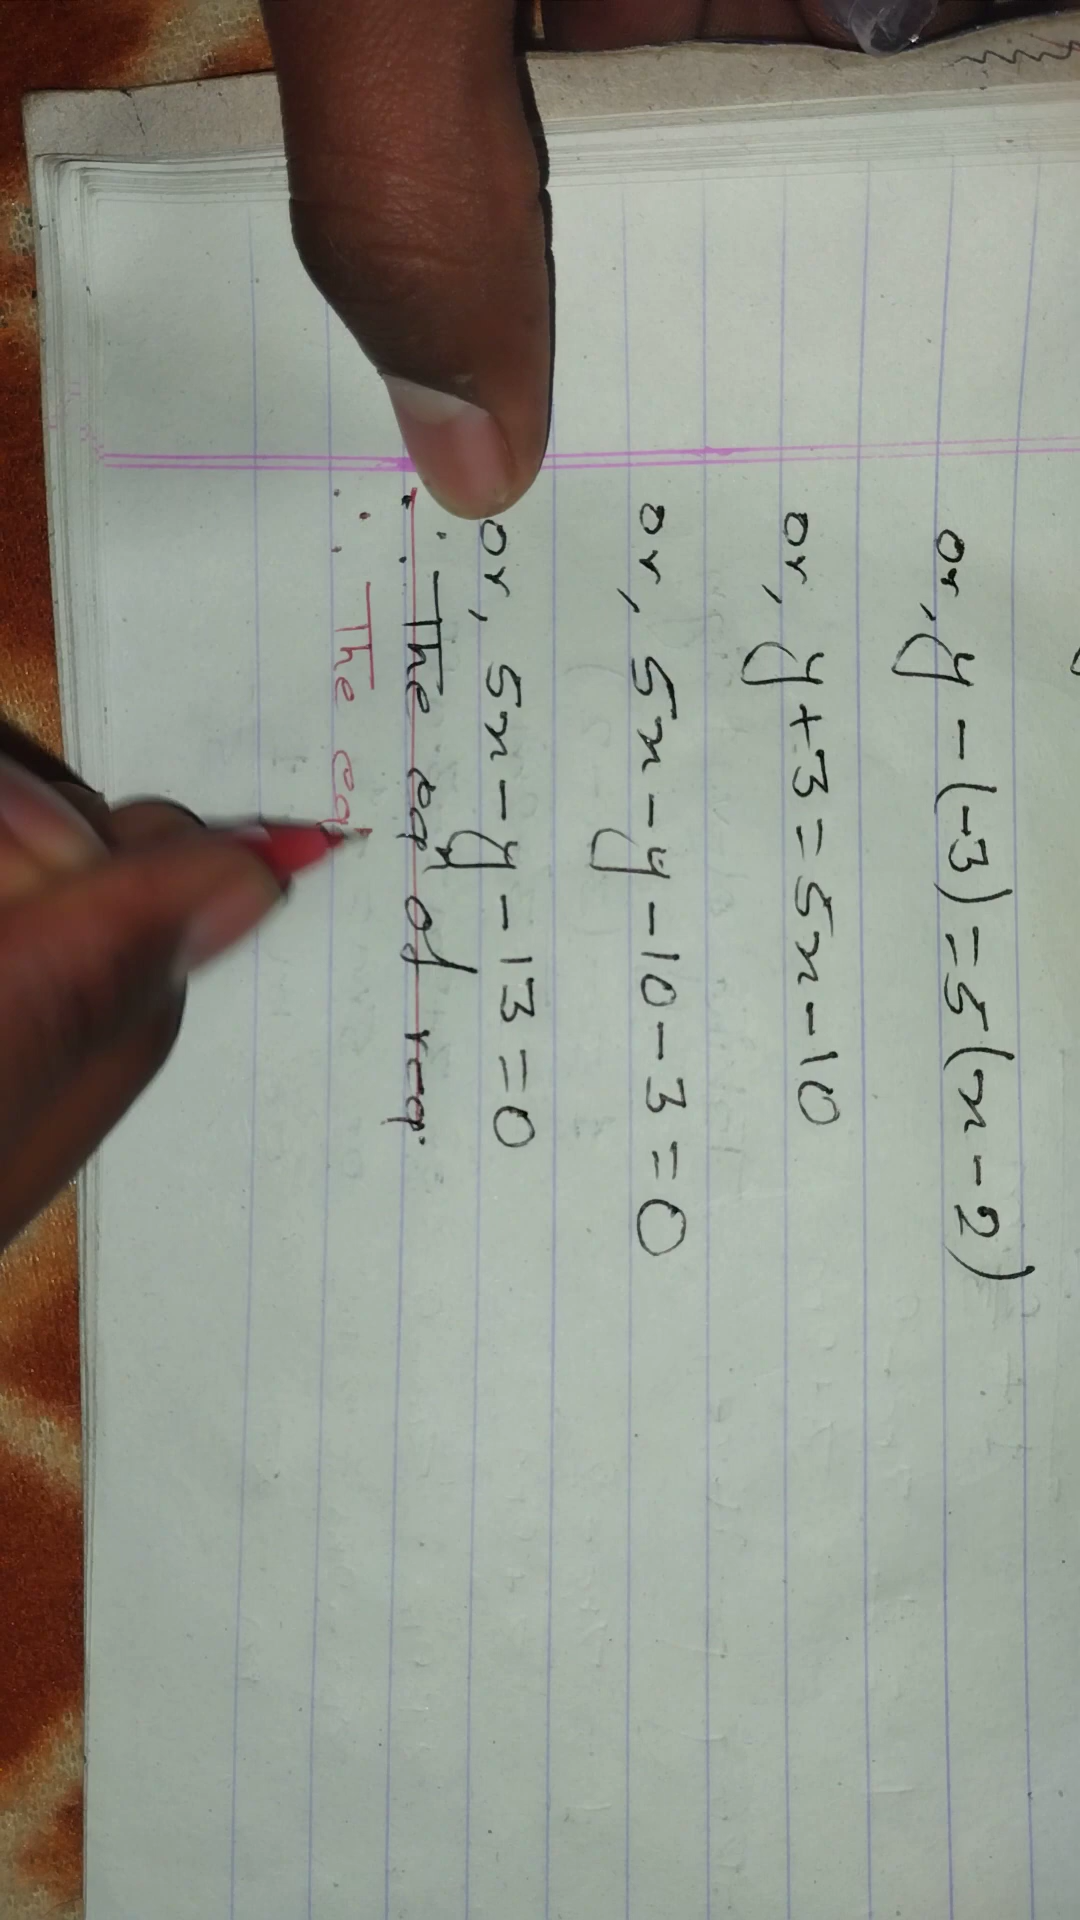 or, y - (-3) = 5 (x - 2)
or, y + 3 = 5x - 10
or, 5x - y - 10 - 3 = 0
or, 5x - y - 13 = 0
∴ The eqn of req.
∴ The eq